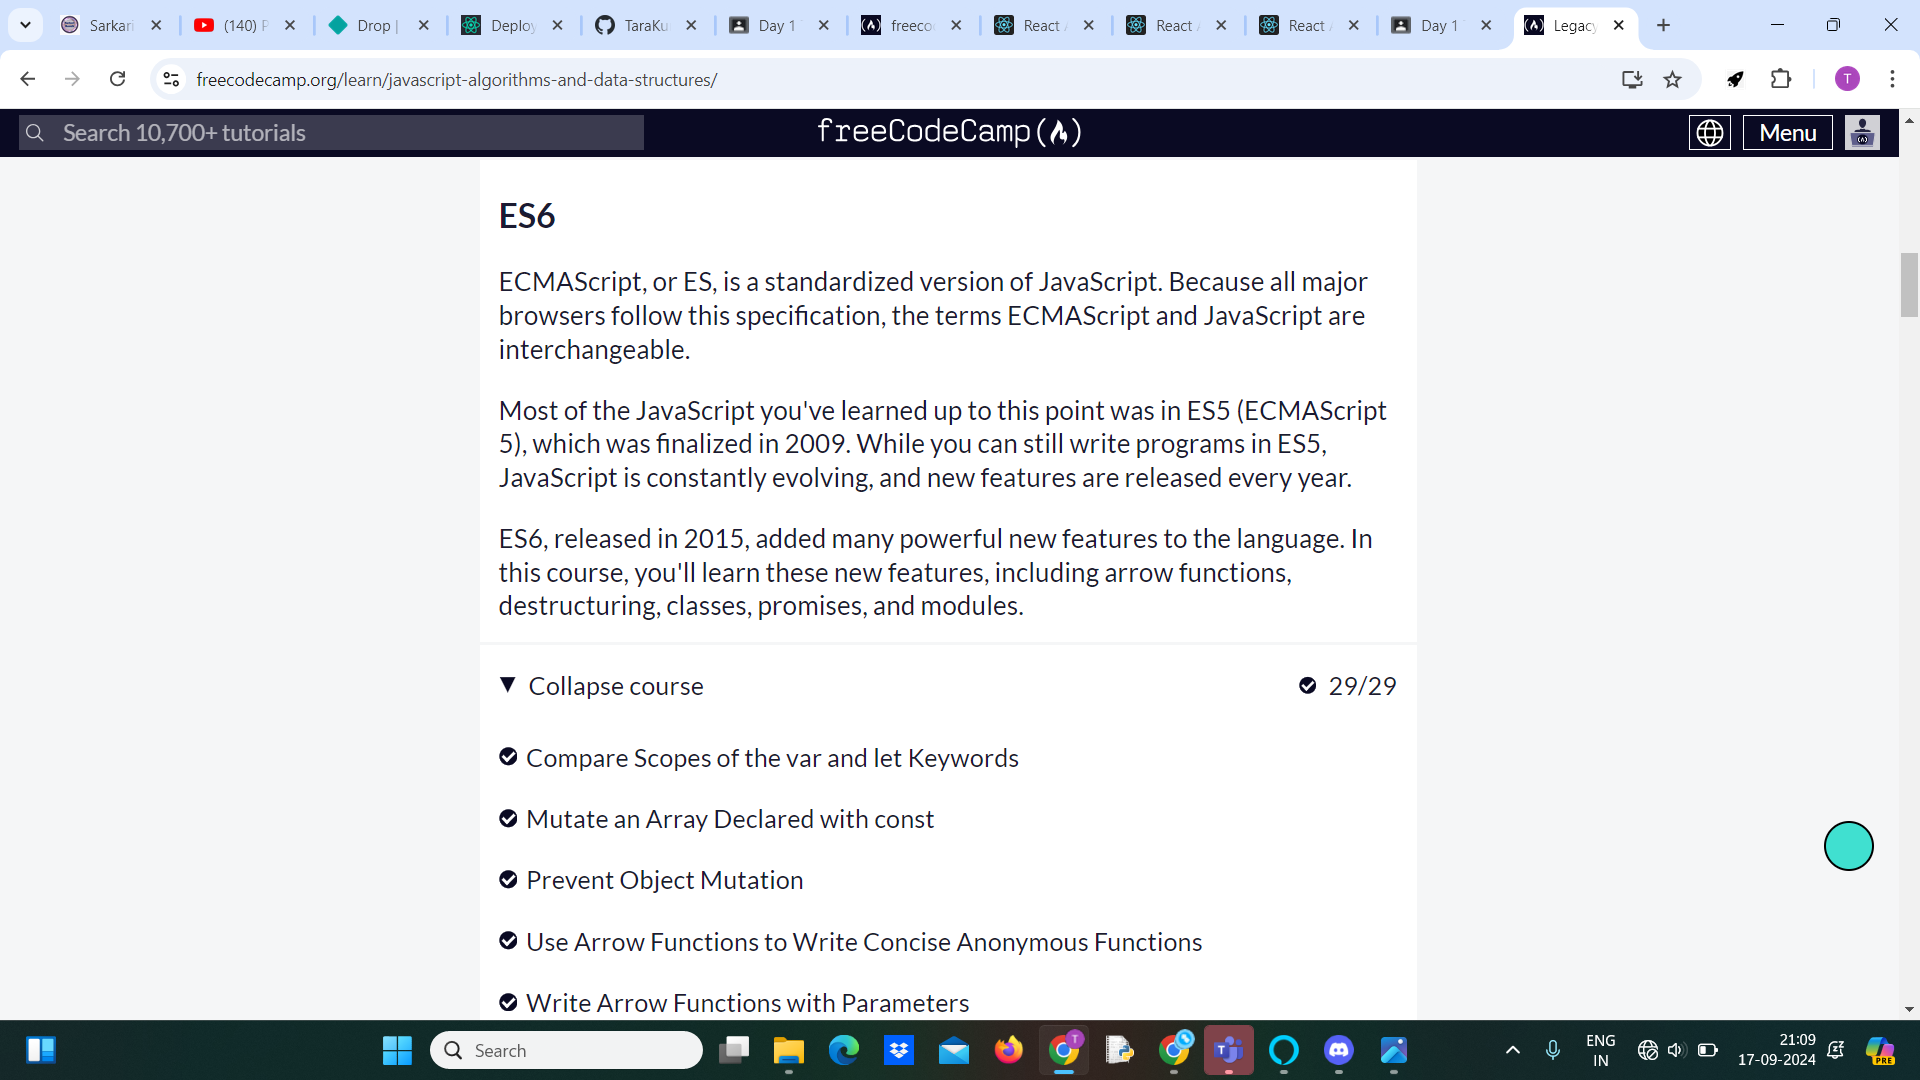 Sarkari
(140) P
Drop |
Deploy
TaraKu
Day 1
freeco
React
React
React
Day 1
Legacy
freecodecamp.org/learn/javascript-algorithms-and-data-structures/
T
Search 10,700+ tutorials
freeCodeCamp
Menu
ES6
ECMAScript, or ES, is a standardized version of JavaScript. Because all major
browsers follow this specification, the terms ECMAScript and JavaScript are
interchangeable.
Most of the JavaScript you've learned up to this point was in ES5 (ECMAScript
5), which was finalized in 2009. While you can still write programs in ES5,
JavaScript is constantly evolving, and new features are released every year.
ES6, released in 2015, added many powerful new features to the language. In
this course, you'll learn these new features, including arrow functions,
destructuring, classes, promises, and modules.
Collapse course 29/29
Compare Scopes of the var and let Keywords
Mutate an Array Declared with const
Prevent Object Mutation
Use Arrow Functions to Write Concise Anonymous Functions
Write Arrow Functions with Parameters
Search
ENG
IN
21:09
17-09-2024
PRE